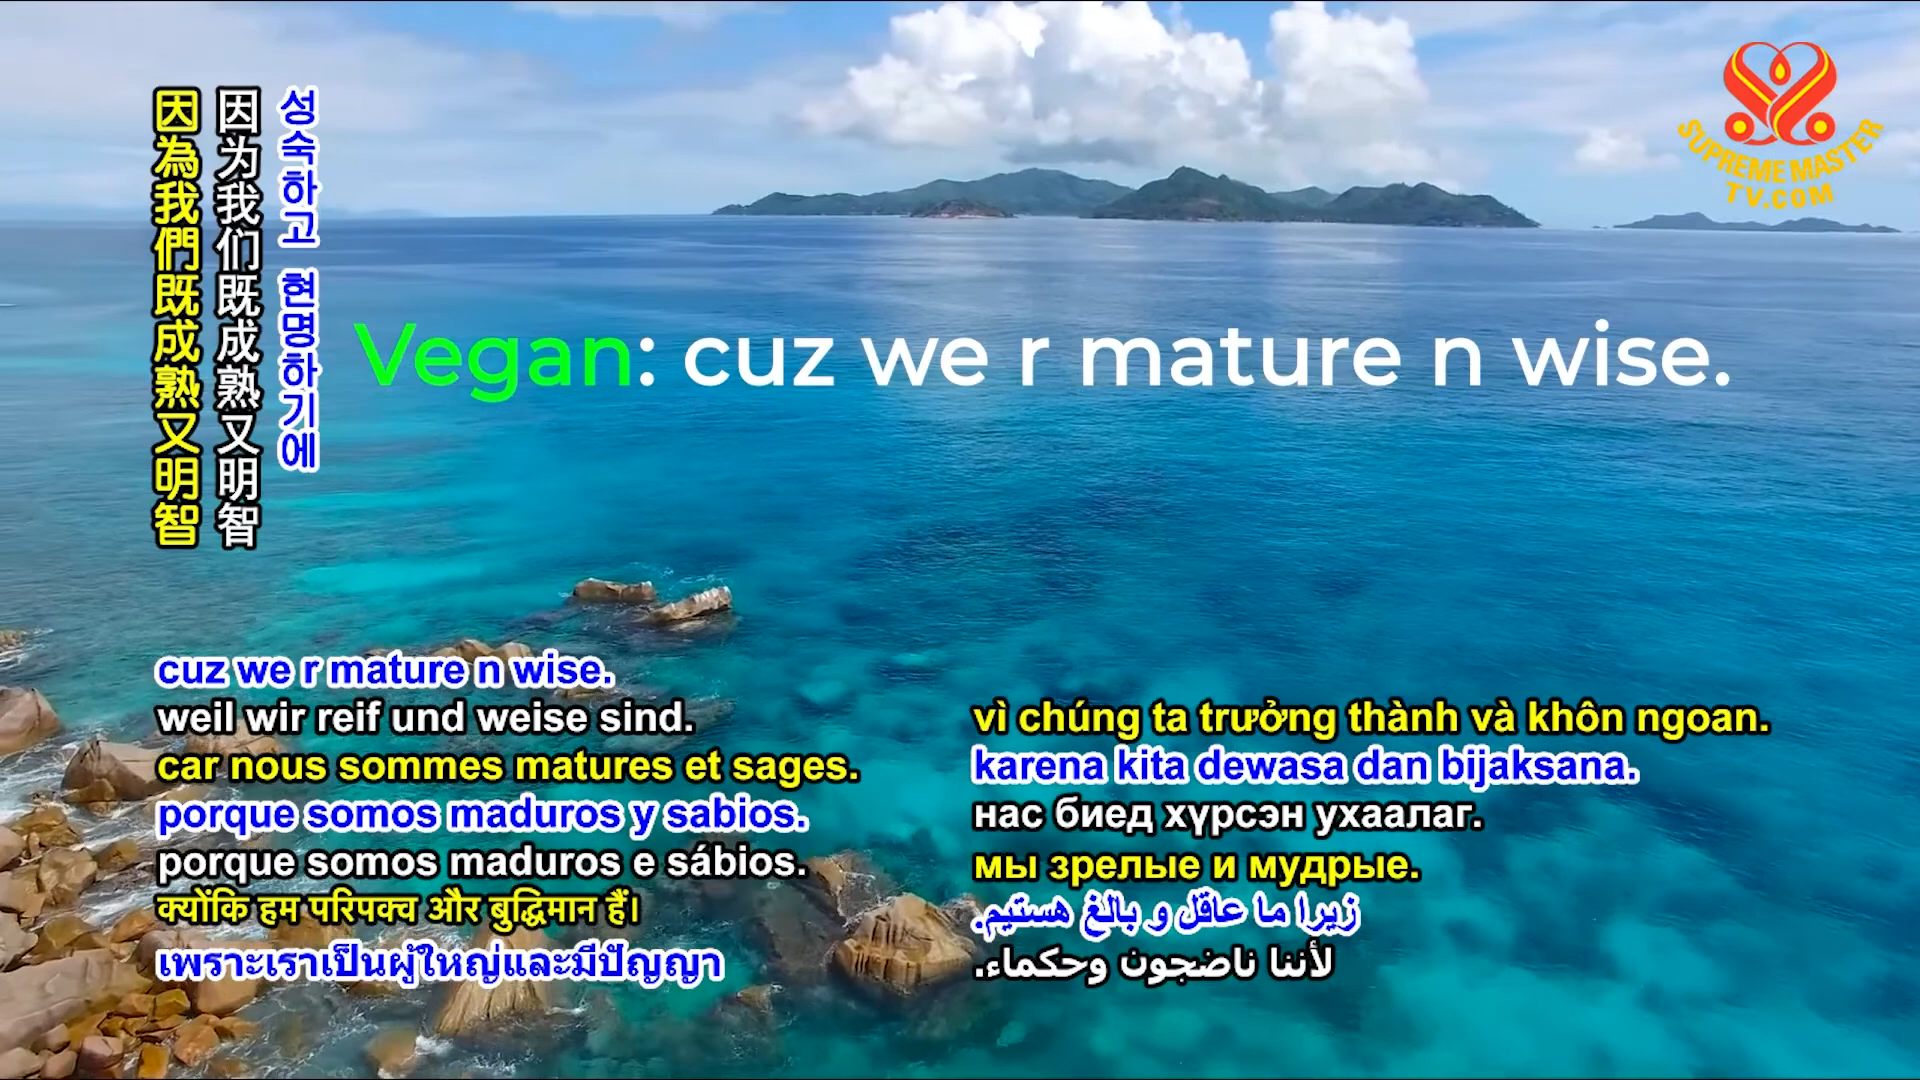 因為我們既成熟又明智
因为我们既成熟又明智
성숙하고 현명하기에
SUPREME MASTER
TV.COM
Vegan: cuz we r mature n wise.
cuz we r mature n wise.
weil wir reif und weise sind.
car nous sommes matures et sages.
porque somos maduros y sabios.
porque somos maduros e sábios.
क्योंकि हम परिपक्व और बुद्धिमान हैं।
เพราะเราเป็นผู้ใหญ่และมีปัญญา
vì chúng ta trưởng thành và khôn ngoan.
karena kita dewasa dan bijaksana.
нас биед хүрсэн ухаалаг.
мы зрелые и мудрые.
زیرا ما عاقل و بالغ هستیم.
لأننا ناضجون وحكماء.